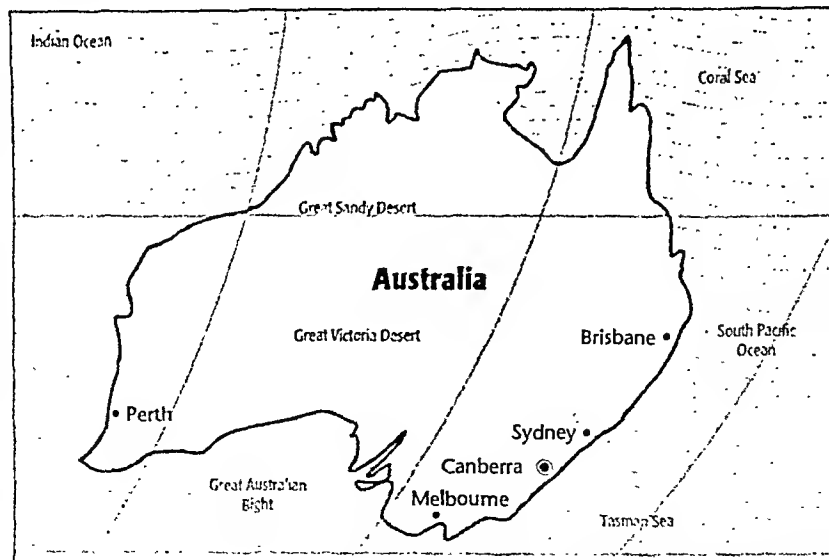 Indian Ocean
Coral Sea
Great Sandy Desert
Australia
Great Victoria Desert
Brisbane
South Pacific
Ocean
Perth
Sydney
Canberra
Great Australian
Bight
Melbourne
Tasman Sea